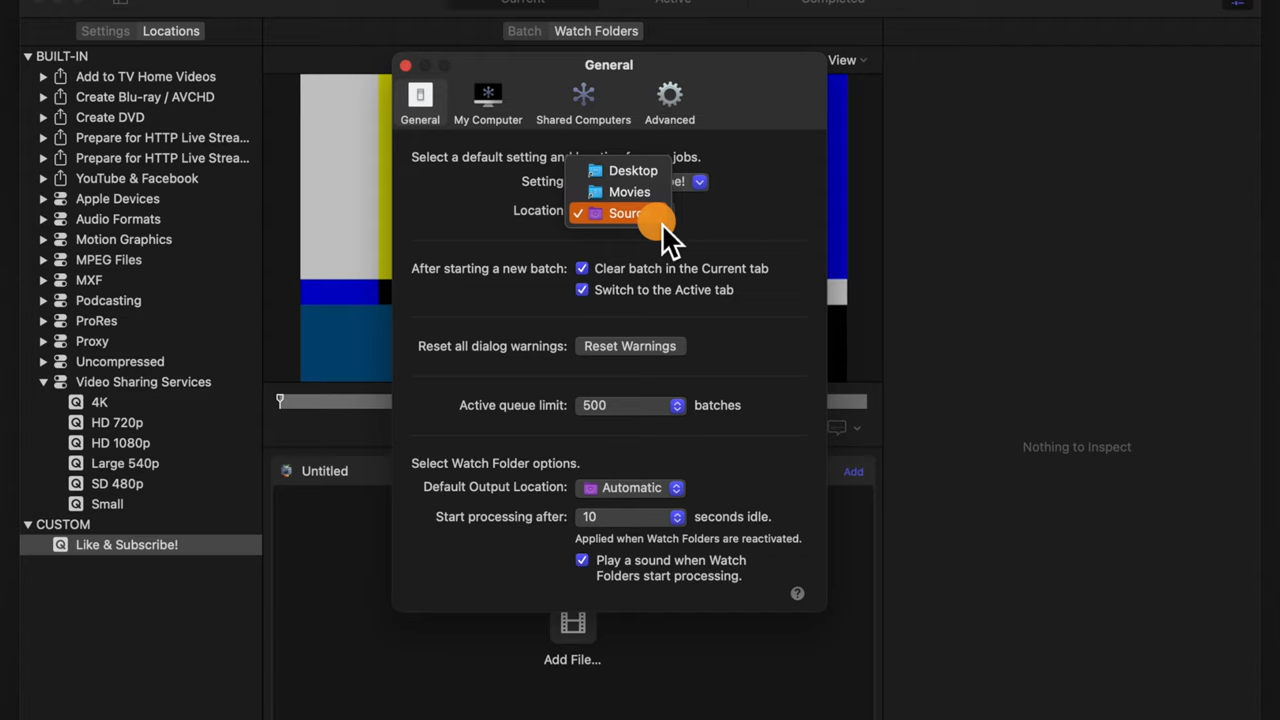 Current
Active
Completed
Settings
Locations
Batch
Watch Folders
View
BUILT-IN
Add to TV Home Videos
Create Blu-ray / AVCHD
Create DVD
Prepare for HTTP Live Strea...
Prepare for HTTP Live Strea...
YouTube & Facebook
Apple Devices
Audio Formats
Motion Graphics
MPEG Files
MXF
Podcasting
ProRes
Proxy
Uncompressed
Video Sharing Services
4K
HD 720p
HD 1080p
Large 540p
SD 480p
Small
CUSTOM
Like & Subscribe!
General
General
My Computer
Shared Computers
Advanced
Select a default setting and jobs.
Setting
Desktop
Movies
Location
After starting a new batch:
Clear batch in the Current tab
Switch to the Active tab
Reset all dialog warnings:
Reset Warnings
Active queue limit:
500
batches
Select Watch Folder options.
Default Output Location:
Automatic
Start processing after:
10
seconds idle.
Applied when Watch Folders are reactivated.
Play a sound when Watch
Folders start processing.
?
Untitled
Add
Add File...
Nothing to Inspect